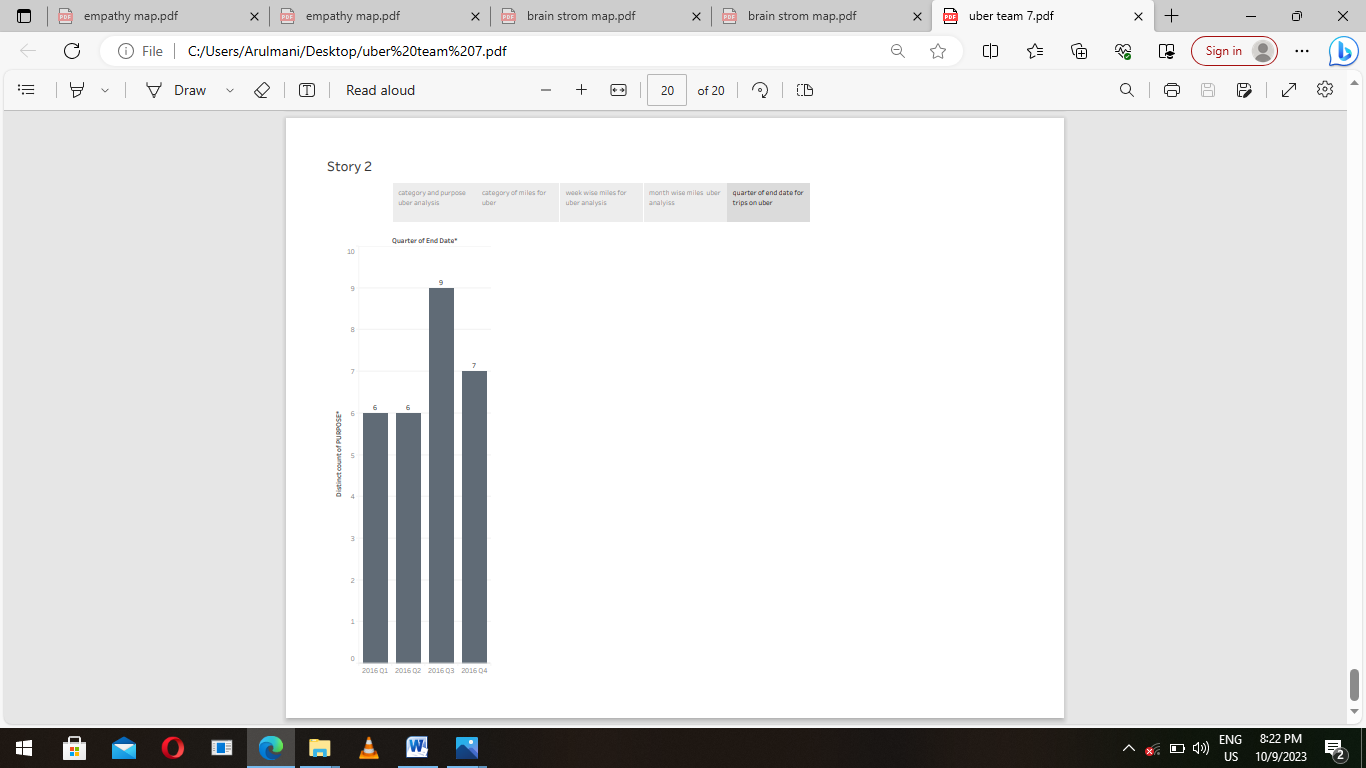 empathy map.pdf
empathy map.pdf
brain strom map.pdf
brain strom map.pdf
uber team 7.pdf
File
C:/Users/Arulmani/Desktop/uber%20team%207.pdf
Sign in
Draw
Read aloud
20
of 20
Story 2
category and purpose
uber analysis
category of miles for
uber
week wise miles for
uber analysis
month wise miles uber
analyiss
quarter of end date for
trips on uber
Quarter of End Date*
10
9
8
7
6
5
4
3
2
1
0
Distinct count of PURPOSE*
6
6
9
7
2016 Q1
2016 Q2
2016 Q3
2016 Q4
ENG
US
8:22 PM
10/9/2023
2